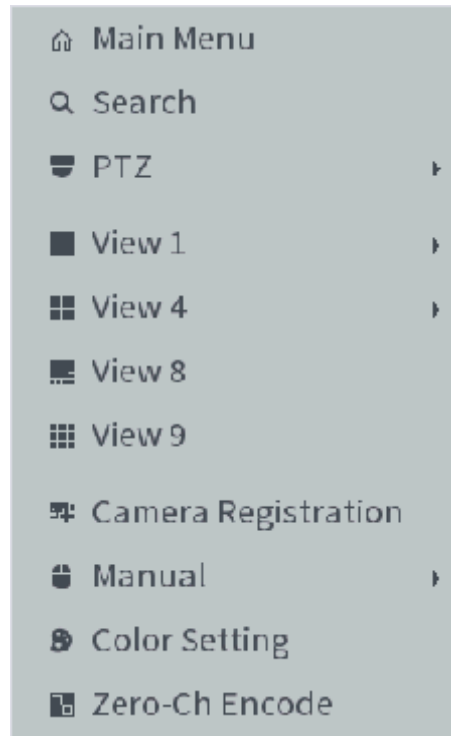 Main Menu
Search
PTZ
View 1
View 4
View 8
View 9
Camera Registration
Manual
Color Setting
Zero-Ch Encode